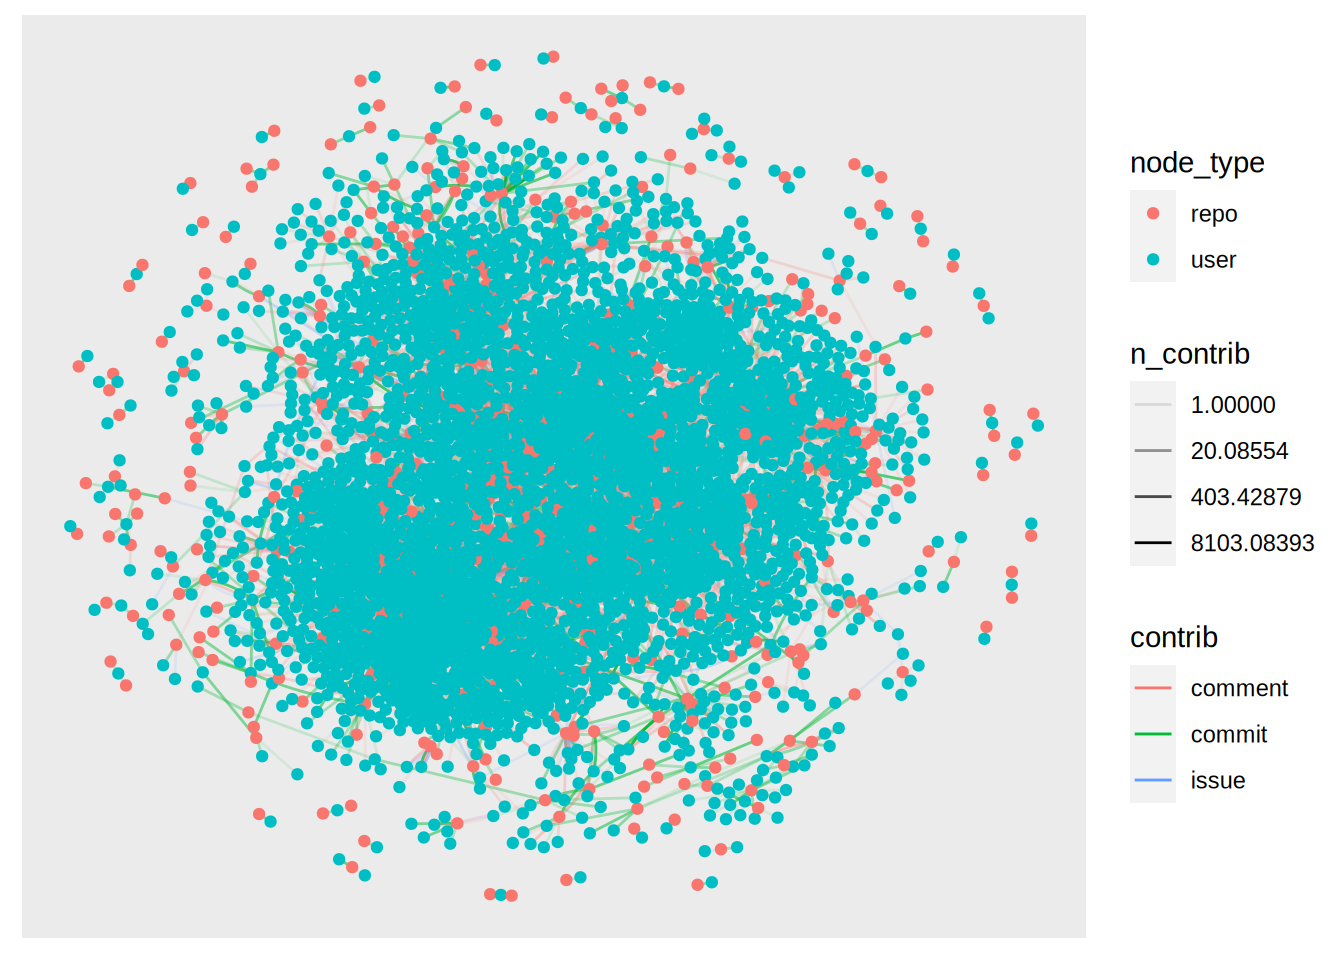 node_type
repo
user
n_contrib
1.00000
20.08554
403.42879
8103.08393
contrib
comment
commit
issue